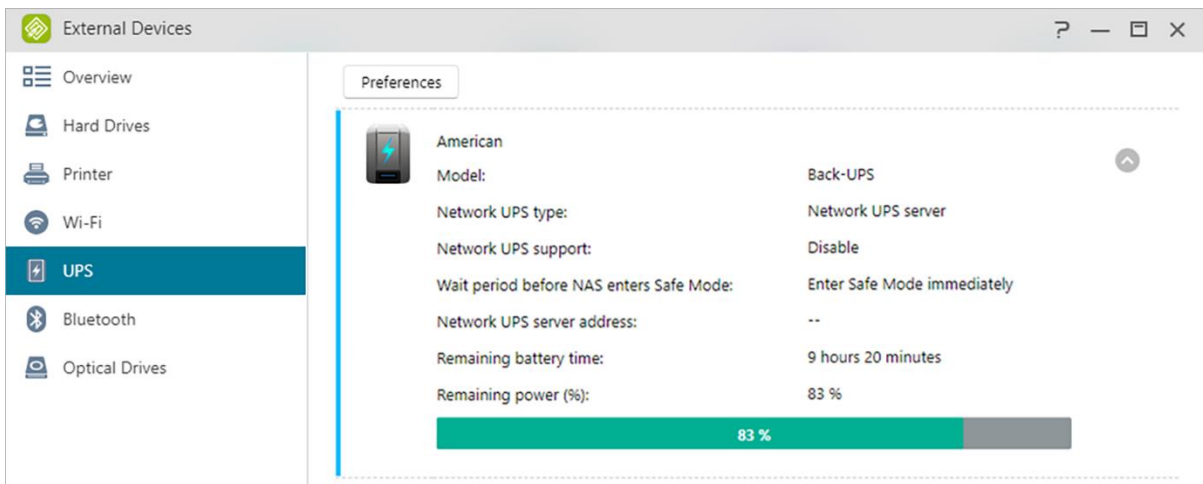 External Devices
Overview
Hard Drives
Printer
Wi-Fi
UPS
Bluetooth
Optical Drives
Preferences
American
Model: Back-UPS
Network UPS type: Network UPS server
Network UPS support: Disable
Wait period before NAS enters Safe Mode: Enter Safe Mode immediately
Network UPS server address: --
Remaining battery time: 9 hours 20 minutes
Remaining power (%): 83 %
83 %